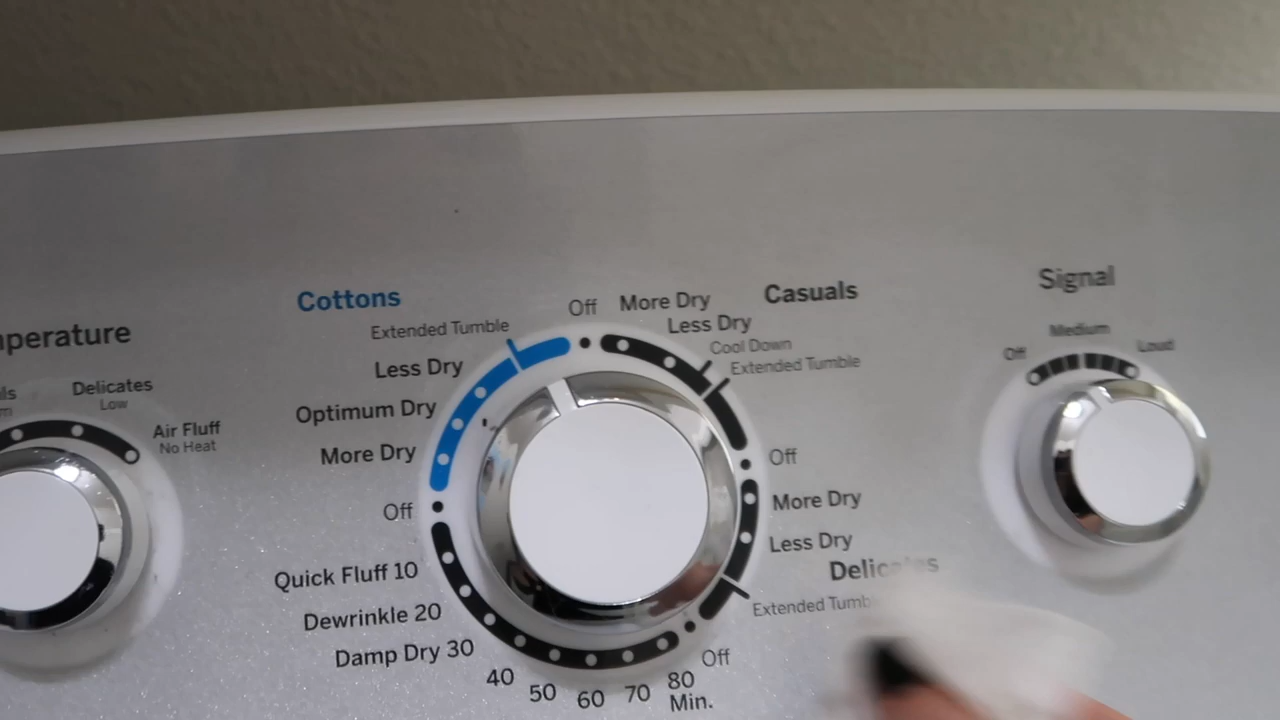 Cottons
Extended Tumble
Less Dry
Optimum Dry
More Dry
Off
Quick Fluff 10
Dewrinkle 20
Damp Dry 30
40
50
60
70
80
Min.
Off
More Dry
Less Dry
Cool Down
Extended Tumble
Casuals
Off
More Dry
Less Dry
Delicates
Extended
Off
Signal
Off
Medium
Loud
Delicates
Low
Air Fluff
No Heat